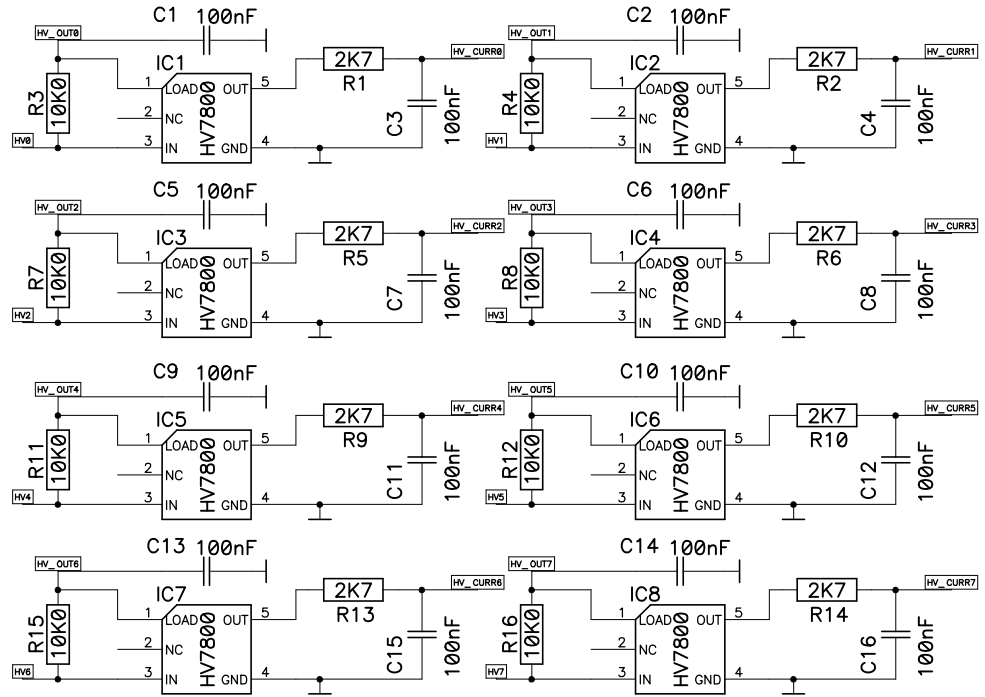 C1 100nF
HV_OUT0
IC1
R3 10K0
1 LOAD OUT 5
2 NC
3 IN GND 4
HV7800
2K7
R1
HV_CURR0
C3 100nF
HV0
C2 100nF
HV_OUT1
IC2
R4 10K0
1 LOAD OUT 5
2 NC
3 IN GND 4
HV7800
2K7
R2
HV_CURR1
C4 100nF
HV1
C5 100nF
HV_OUT2
IC3
R7 10K0
1 LOAD OUT 5
2 NC
3 IN GND 4
HV7800
2K7
R5
HV_CURR2
C7 100nF
HV2
C6 100nF
HV_OUT3
IC4
R8 10K0
1 LOAD OUT 5
2 NC
3 IN GND 4
HV7800
2K7
R6
HV_CURR3
C8 100nF
HV3
C9 100nF
HV_OUT4
IC5
R11 10K0
1 LOAD OUT 5
2 NC
3 IN GND 4
HV7800
2K7
R9
HV_CURR4
C11 100nF
HV4
C10 100nF
HV_OUT5
IC6
R12 10K0
1 LOAD OUT 5
2 NC
3 IN GND 4
HV7800
2K7
R10
HV_CURR5
C12 100nF
HV5
C13 100nF
HV_OUT6
IC7
R15 10K0
1 LOAD OUT 5
2 NC
3 IN GND 4
HV7800
2K7
R13
HV_CURR6
C15 100nF
HV6
C14 100nF
HV_OUT7
IC8
R16 10K0
1 LOAD OUT 5
2 NC
3 IN GND 4
HV7800
2K7
R14
HV_CURR7
C16 100nF
HV7